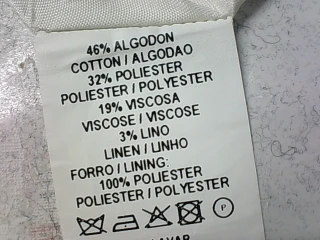 46% ALGODON
COTTON / ALGODAO
32% POLIESTER
POLIESTER / POLYESTER
19% VISCOSA
VISCOSE / VISCOSE
3% LINO
LINEN / LINHO
FORRO / LINING:
100% POLIESTER
POLIESTER / POLYESTER
P
LAVAR